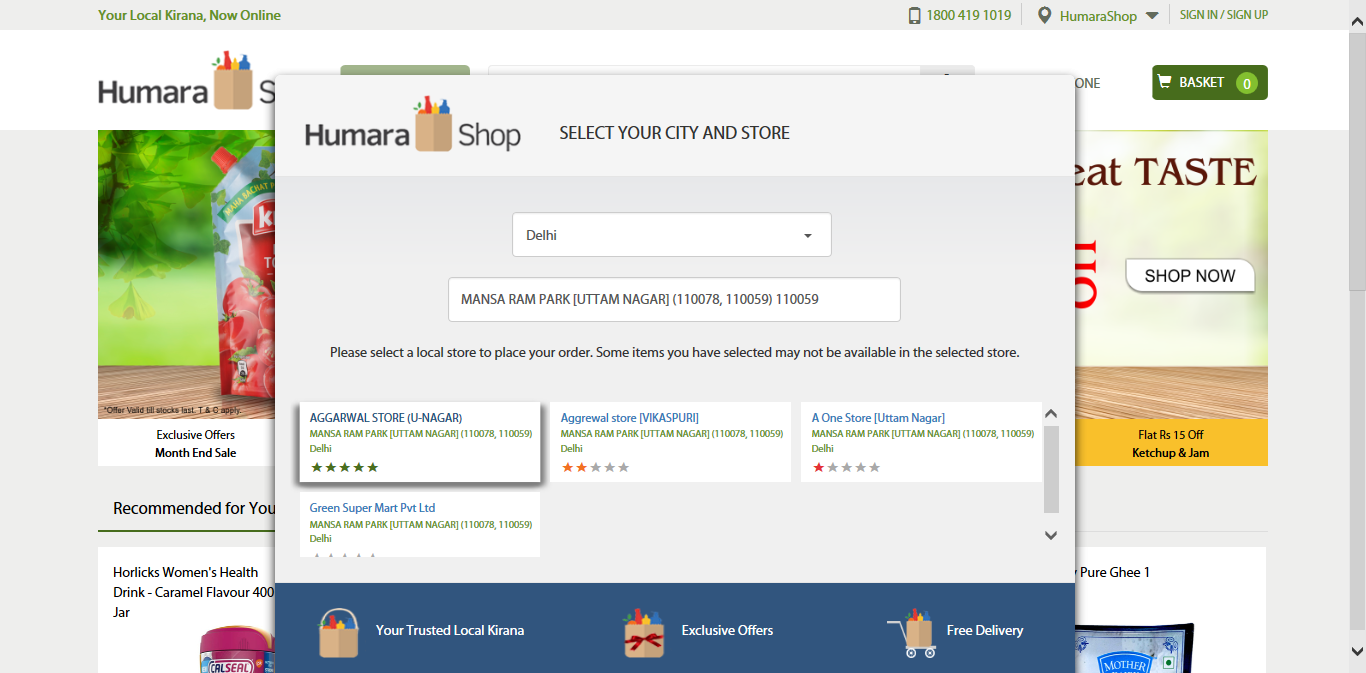 Your Local Kirana, Now Online
1800 419 1019
HumaraShop
SIGN IN / SIGN UP
Humara S
ONE
BASKET 0
Humara Shop
SELECT YOUR CITY AND STORE
Delhi
MANSA RAM PARK [UTTAM NAGAR] (110078, 110059) 110059
Please select a local store to place your order. Some items you have selected may not be available in the selected store.
AGGARWAL STORE (U-NAGAR)
MANSA RAM PARK [UTTAM NAGAR] (110078, 110059)
Delhi
Aggrewal store [VIKASPURI]
MANSA RAM PARK [UTTAM NAGAR] (110078, 110059)
Delhi
A One Store [Uttam Nagar]
MANSA RAM PARK [UTTAM NAGAR] (110078, 110059)
Delhi
Green Super Mart Pvt Ltd
MANSA RAM PARK [UTTAM NAGAR] (110078, 110059)
Delhi
Your Trusted Local Kirana
Exclusive Offers
Free Delivery
MAHA BACHAT
*Offer Valid till stocks last. T & C apply.
Exclusive Offers
Month End Sale
eat TASTE
SHOP NOW
Flat Rs 15 Off
Ketchup & Jam
Recommended for You
Horlicks Women's Health
Drink - Caramel Flavour 400
Jar
CALSEAL
Pure Ghee 1
MOTHER